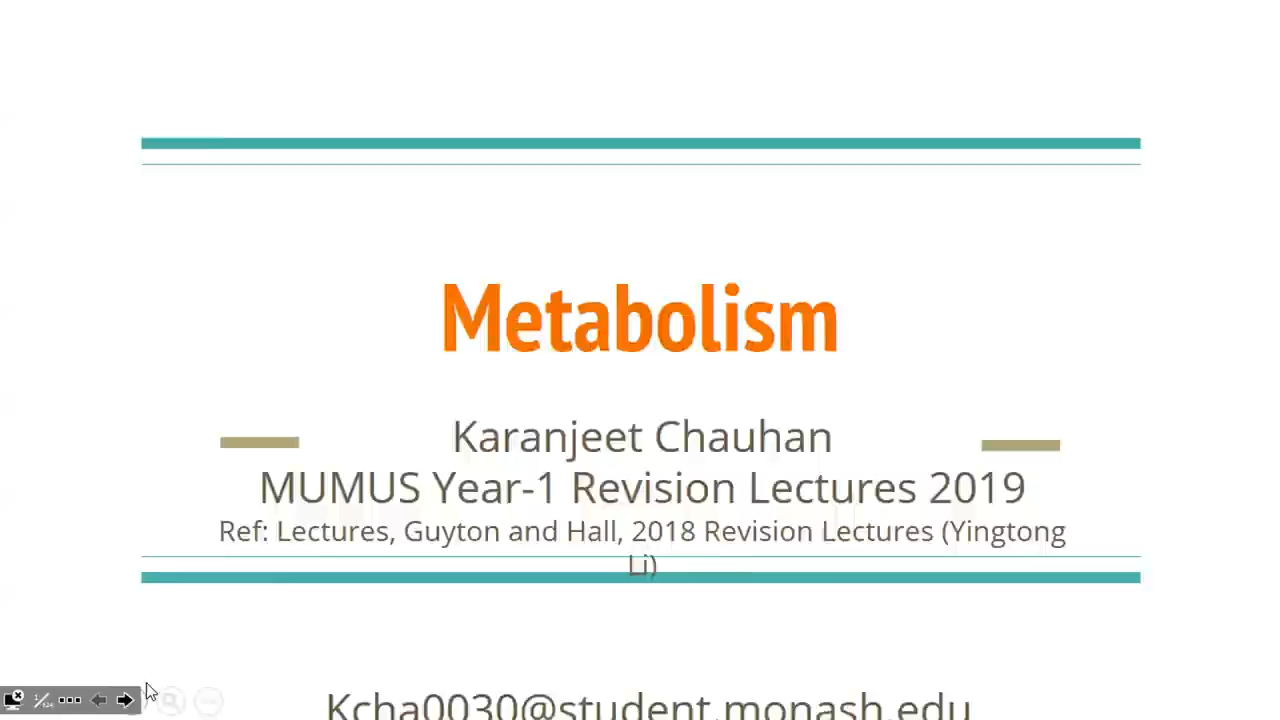 Metabolism
Karanjeet Chauhan
MUMUS Year-1 Revision Lectures 2019
Ref: Lectures, Guyton and Hall, 2018 Revision Lectures (Yingtong
Li)
Kcha0030@student.monash.edu